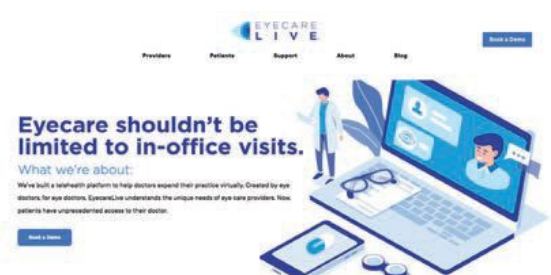 EYECARE
LIVE
Book a Demo
Providers Patients Support About Blog
Eyecare shouldn't be
limited to in-office visits.
What we're about:
We've built a telehealth platform to help doctors expend their practice virtually. Created by eye
doctors, for eye doctors, EyecareLive understands the unique needs of eye care providers. Now
patients have unprecedented access to their doctor.
Book a Demo